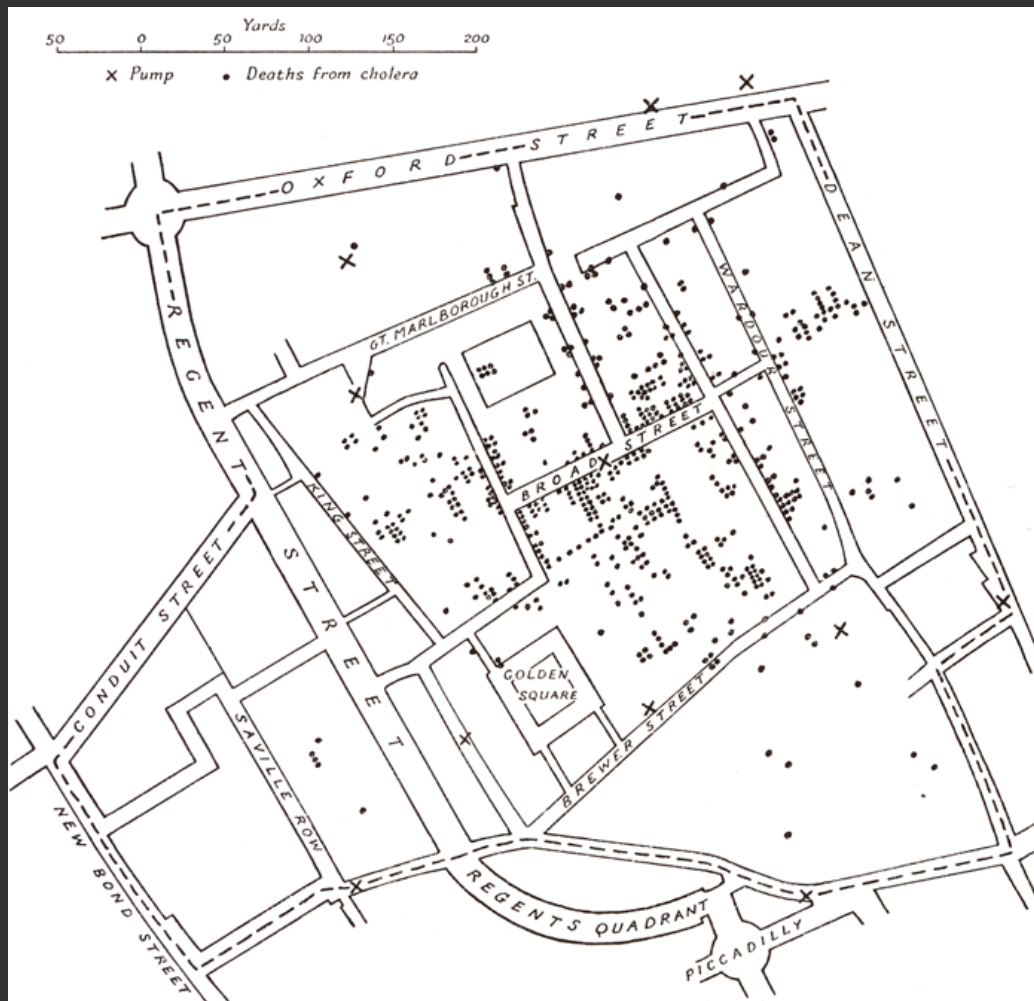 Yards
50 0 50 100 150 200
× Pump • Deaths from cholera
OXFORD STREET
DEAN STREET
REGENT STREET
GT. MARLBOROUGH ST.
WARDOUR STREET
BROAD STREET
KING STREET
CONDUIT STREET
GOLDEN
SQUARE
BREWER STREET
SAVILLE ROW
NEW BOND STREET
REGENTS QUADRANT
PICCADILLY